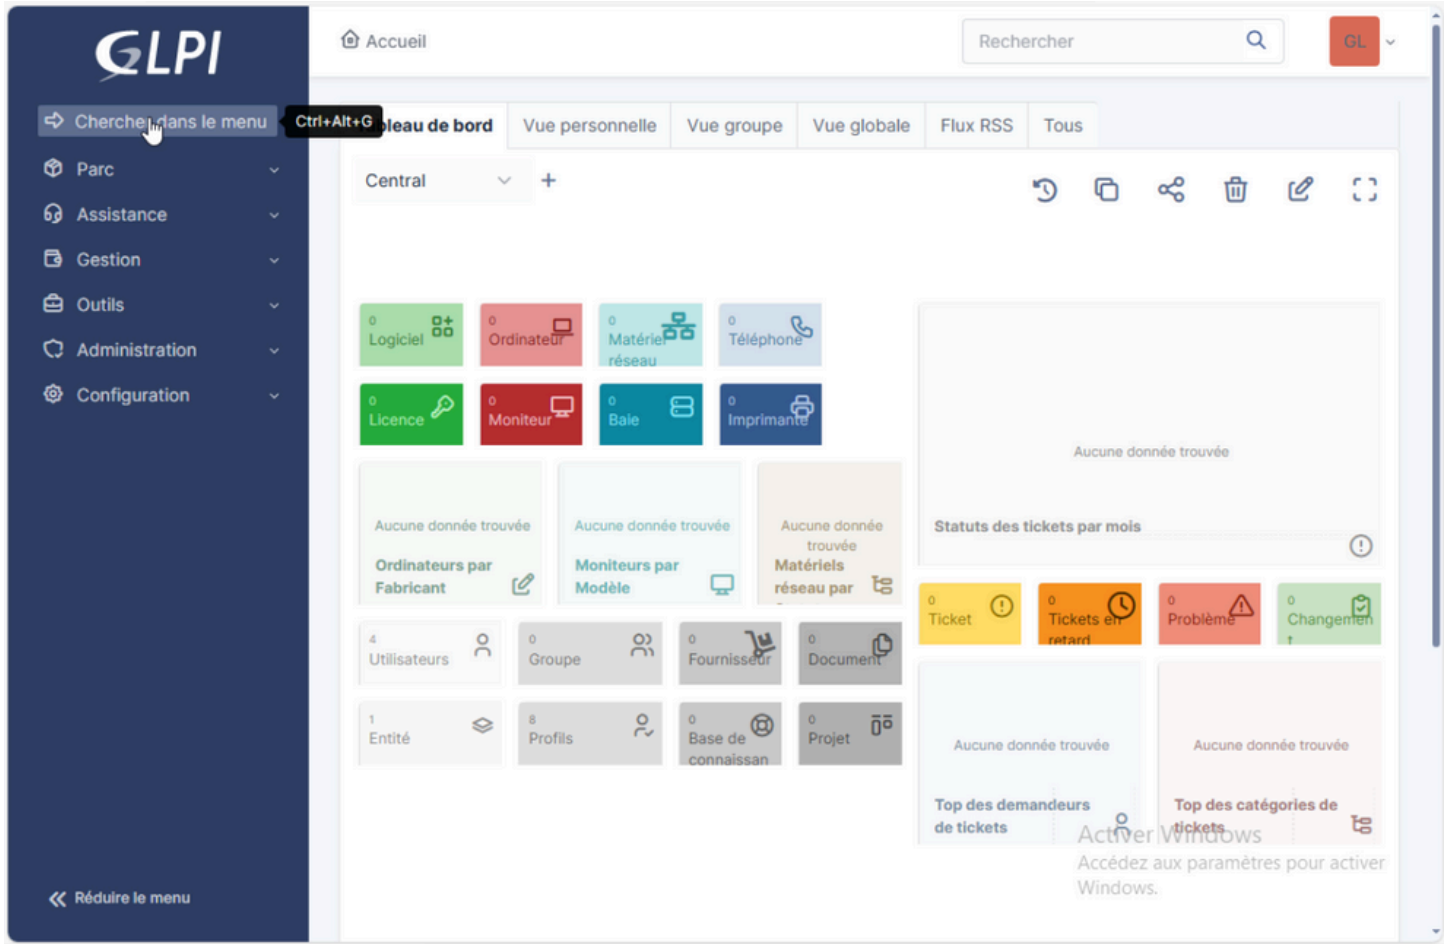 GLPI
Accueil
Rechercher
GL
Chercher dans le menu
Ctrl+Alt+G
bleau de bord
Vue personnelle
Vue groupe
Vue globale
Flux RSS
Tous
Parc
Assistance
Gestion
Outils
Administration
Configuration
Central
0
Logiciel
0
Ordinateur
0
Matériel
réseau
0
Téléphone
0
Licence
0
Moniteur
0
Baie
0
Imprimante
Aucune donnée trouvée
Statuts des tickets par mois
Aucune donnée trouvée
Ordinateurs par
Fabricant
Aucune donnée trouvée
Moniteurs par
Modèle
Aucune donnée
trouvée
Matériels
réseau par
0
Ticket
0
Tickets en
retard
0
Problème
0
Changemen
t
4
Utilisateurs
0
Groupe
0
Fournisseur
0
Document
1
Entité
8
Profils
0
Base de
connaissan
0
Projet
Aucune donnée trouvée
Top des demandeurs
de tickets
Aucune donnée trouvée
Top des catégories de
tickets
Activer Windows
Accédez aux paramètres pour activer
Windows.
Réduire le menu